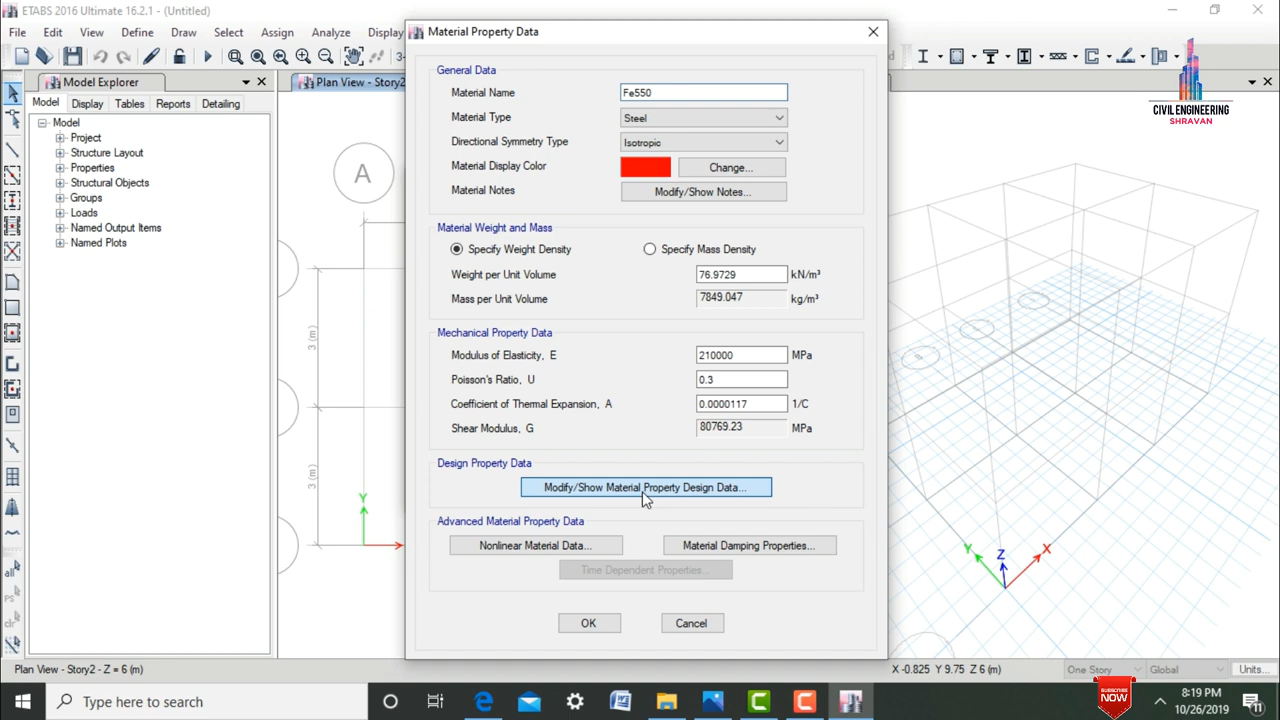 ETABS 2016 Ultimate 16.2.1 - (Untitled)
File Edit View Define Draw Select Assign Analyze Display
Model Explorer
Model Display Tables Reports Detailing
Model
Project
Structure Layout
Properties
Structural Objects
Groups
Loads
Named Output Items
Named Plots
all
ps
clr
Plan View - Story2
A
3 (m)
3 (m)
Y
Material Property Data
General Data
Material Name Fe550
Material Type Steel
Directional Symmetry Type Isotropic
Material Display Color Change...
Material Notes Modify/Show Notes...
Material Weight and Mass
Specify Weight Density Specify Mass Density
Weight per Unit Volume 76.9729 kN/m³
Mass per Unit Volume 7849.047 kg/m³
Mechanical Property Data
Modulus of Elasticity, E 210000 MPa
Poisson's Ratio, U 0.3
Coefficient of Thermal Expansion, A 0.0000117 1/C
Shear Modulus, G 80769.23 MPa
Design Property Data
Modify/Show Material Property Design Data...
Advanced Material Property Data
Nonlinear Material Data... Material Damping Properties...
Time Dependent Properties...
OK Cancel
CIVIL ENGINEERING
SHRAVAN
Y Z X
Plan View - Story2 - Z = 6 (m) X -0.825 Y 9.75 Z 6 (m) One Story Global Units...
Type here to search
SUBSCRIBE
NOW
8:19 PM
10/26/2019
11